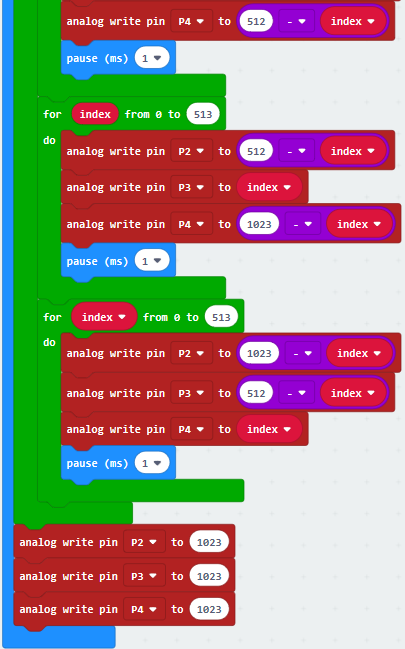 analog write pin P4 to 512 - index
pause (ms) 1
for index from 0 to 513
do
analog write pin P2 to 512 - index
analog write pin P3 to index
analog write pin P4 to 1023 - index
pause (ms) 1
for index from 0 to 513
do
analog write pin P2 to 1023 - index
analog write pin P3 to 512 - index
analog write pin P4 to index
pause (ms) 1
analog write pin P2 to 1023
analog write pin P3 to 1023
analog write pin P4 to 1023